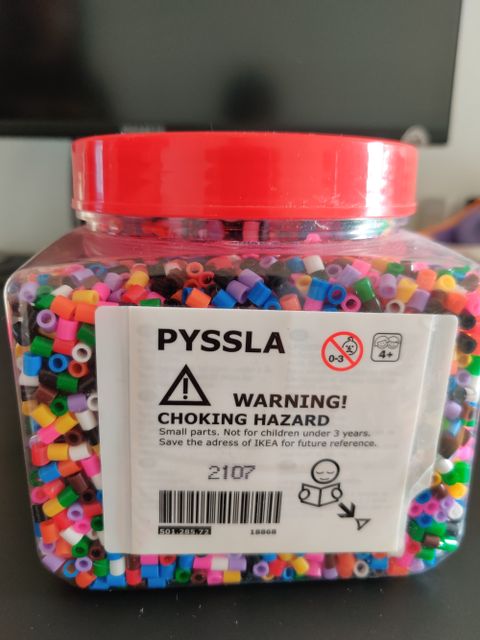 PYSSLA
0-3
4+
WARNING!
CHOKING HAZARD
Small parts. Not for children under 3 years.
Save the adress of IKEA for future reference.
2107
501.285.72
18868